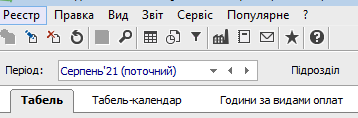 Реєстр Правка Вид Звіт Сервіс Популярне ?
Період: Серпень'21 (поточний) Підрозділ
Табель Табель-календар Години за видами оплат